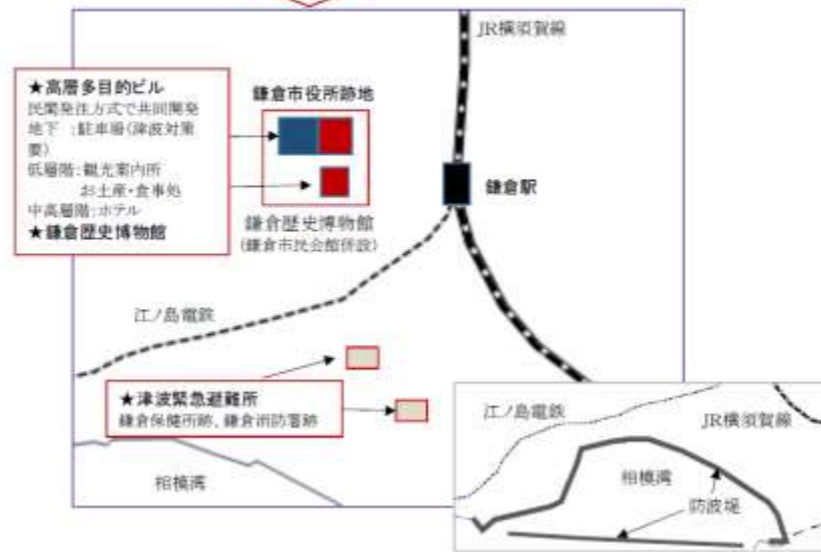 JR横須賀線
★高層多目的ビル
民間発注方式で共同開発
地下 :駐車場(津波対策
要)
低層階:観光案内所
お土産・食事処
中高層階:ホテル
★鎌倉歴史博物館
鎌倉市役所跡地
鎌倉歴史博物館
(鎌倉市民会館併設)
鎌倉駅
江ノ島電鉄
★津波緊急避難所
鎌倉保健所跡、鎌倉消防署跡
相模湾
江ノ島電鉄
JR横須賀線
相模湾
防波堤